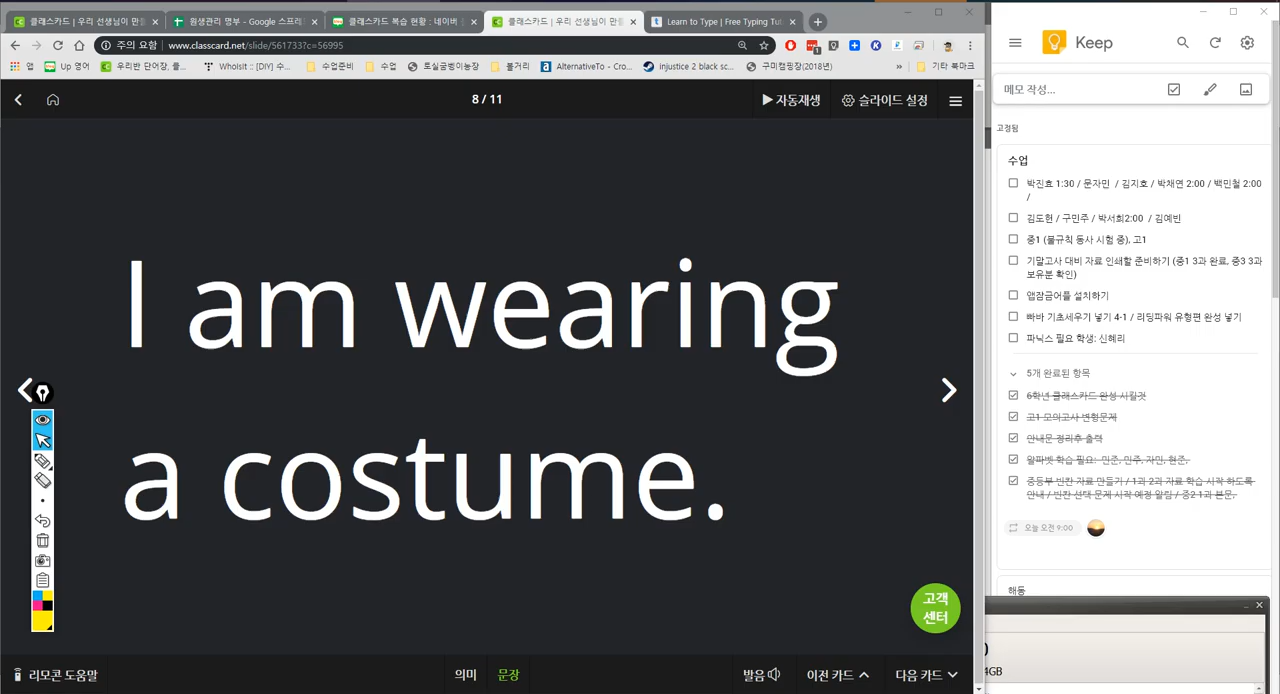 클래스카드 | 우리 선생님이 만든
원생관리 명부 - Google 스프레
클래스카드 복습 현황 : 네이버
클래스카드 | 우리 선생님이 만
Learn to Type | Free Typing Tu
주의 요함 | www.classcard.net/slide/561733?c=56995
앱 Up 영어 우리반 단어장, 클... WhoisIt :: [DIY] 수... 수업준비 수업 토실굼벵이농장 볼거리 AlternativeTo - Cro... injustice 2 black sc... 구미캠핑장(2018년) » 기타 북마크
8 / 11
자동재생
슬라이드 설정
I am wearing
a costume.
고객
센터
리모콘 도움말
의미 문장
발음
이전 카드
다음 카드
Keep
메모 작성...
고정됨
수업
박진효 1:30 / 문자민 / 김지호 / 박채연 2:00 / 백민철 2:00
/
김도현 / 구민주 / 박서희2:00 / 김예빈
중1 (불규칙 동사 시험 중), 고1
기말고사 대비 자료 인쇄할 준비하기 (중1 3과 완료, 중3 3과
보유분 확인)
앱잠금어플 설치하기
빠바 기초세우기 넣기 4-1 / 리딩파워 유형편 완성 넣기
파닉스 필요 학생: 신혜리
5개 완료된 항목
6학년 클래스카드 완성 시킬것
고1 모의고사 변형문제
안내문 정리후 출력
알파벳 학습 필요: 민준, 민주, 자민, 현준,
중등부 빈칸 자료 만들기 / 1과 2과 자료 학습 시작 하도록
안내 / 빈칸 선택 문제 시작 예정 알림 / 중2 1과 본문,
오늘 오전 9:00
해동
4GB